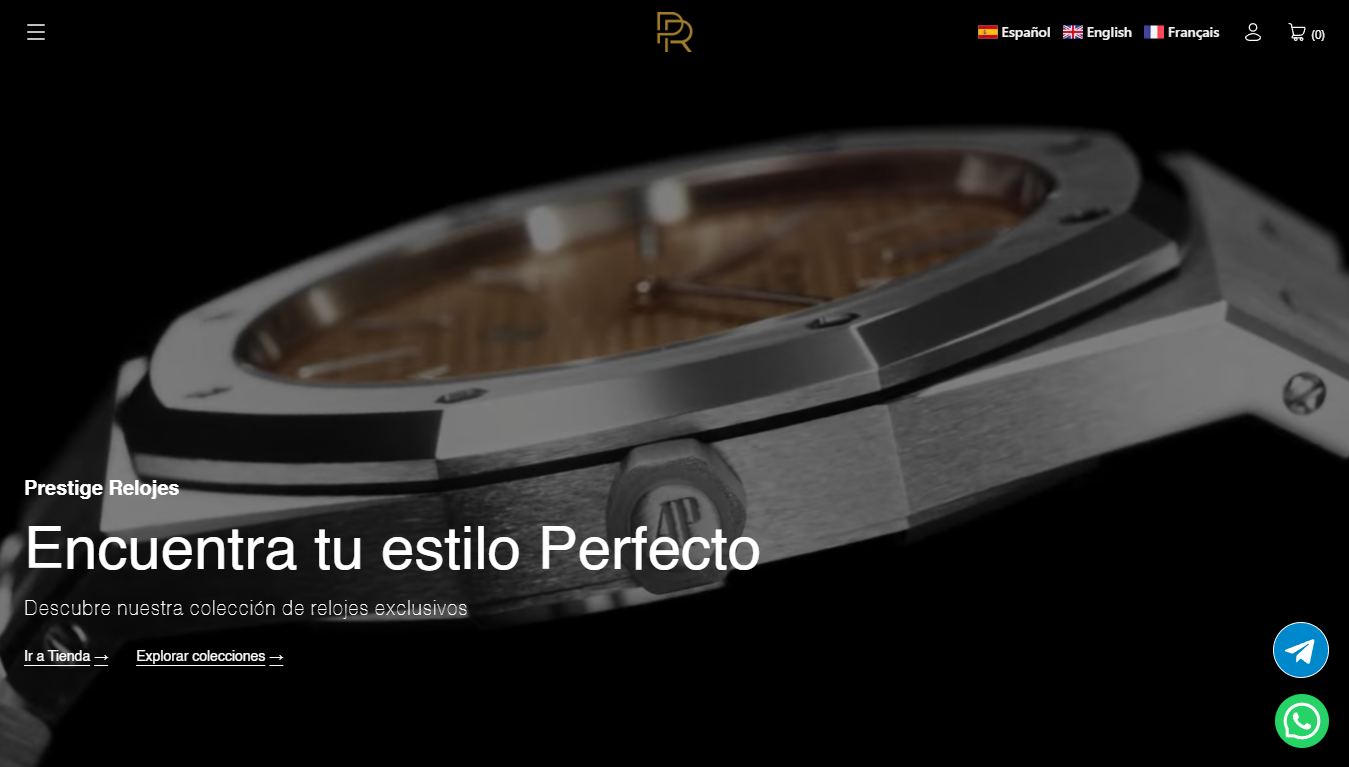 PR
Español English Français (0)
Prestige Relojes
Encuentra tu estilo Perfecto
Descubre nuestra colección de relojes exclusivos
Ir a Tienda → Explorar colecciones →
AP